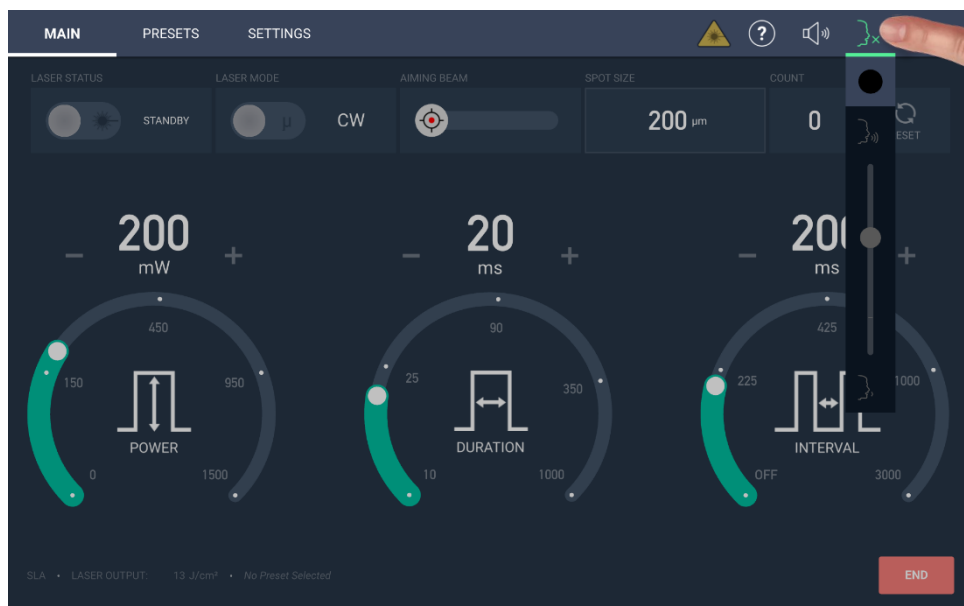 MAIN PRESETS SETTINGS ?
LASER STATUS LASER MODE AIMING BEAM SPOT SIZE COUNT
STANDBY µ CW 200 µm 0
200 20
− + − + − +
mW ms ms
450 90 425
150 950 25 350 225 1000
POWER DURATION INTERVAL
0 1500 10 1000 OFF 3000
SLA • LASER OUTPUT: 13 J/cm² • No Preset Selected END